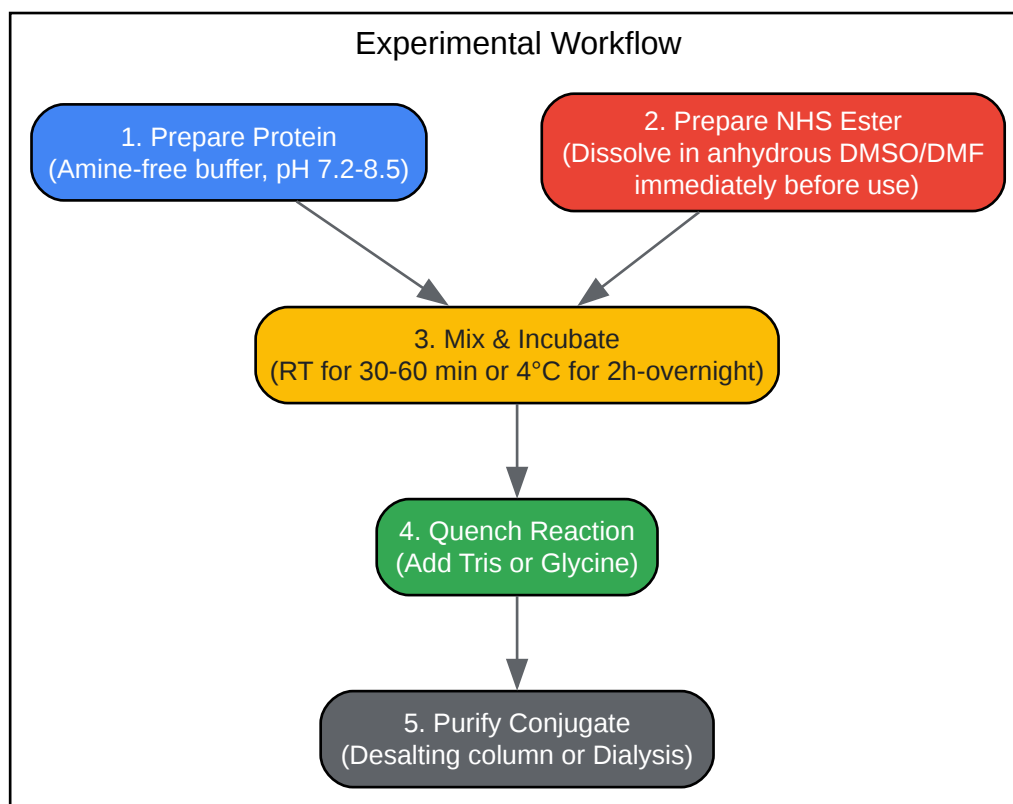 Experimental Workflow
1. Prepare Protein
(Amine-free buffer, pH 7.2-8.5)
2. Prepare NHS Ester
(Dissolve in anhydrous DMSO/DMF
immediately before use)
3. Mix & Incubate
(RT for 30-60 min or 4°C for 2h-overnight)
4. Quench Reaction
(Add Tris or Glycine)
5. Purify Conjugate
(Desalting column or Dialysis)